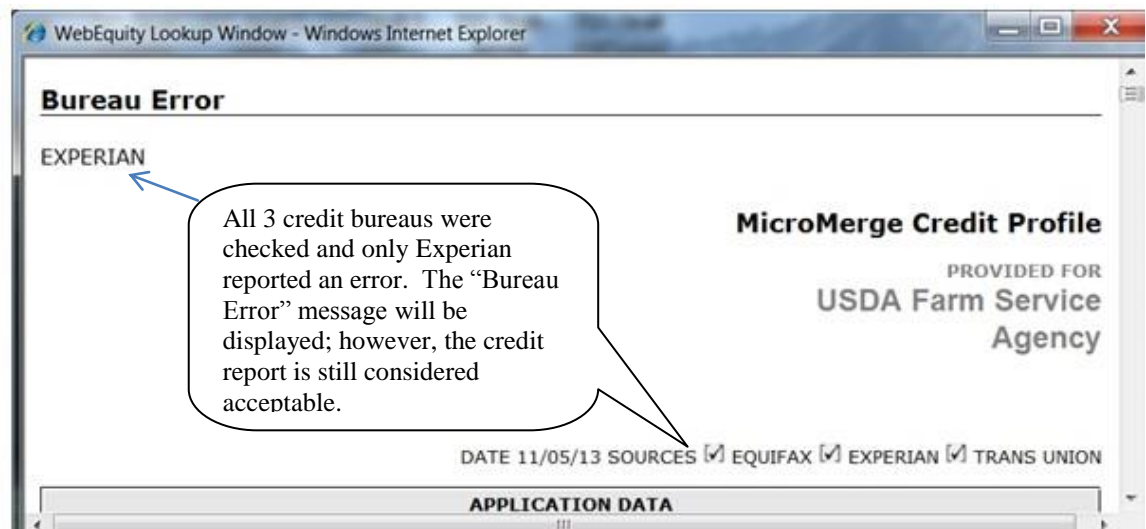 WebEquity Lookup Window - Windows Internet Explorer
Bureau Error
EXPERIAN
All 3 credit bureaus were
checked and only Experian
reported an error.  The “Bureau
Error” message will be
displayed; however, the credit
report is still considered
acceptable.
MicroMerge Credit Profile
PROVIDED FOR
USDA Farm Service
Agency
DATE 11/05/13 SOURCES ☑ EQUIFAX ☑ EXPERIAN ☑ TRANS UNION
APPLICATION DATA